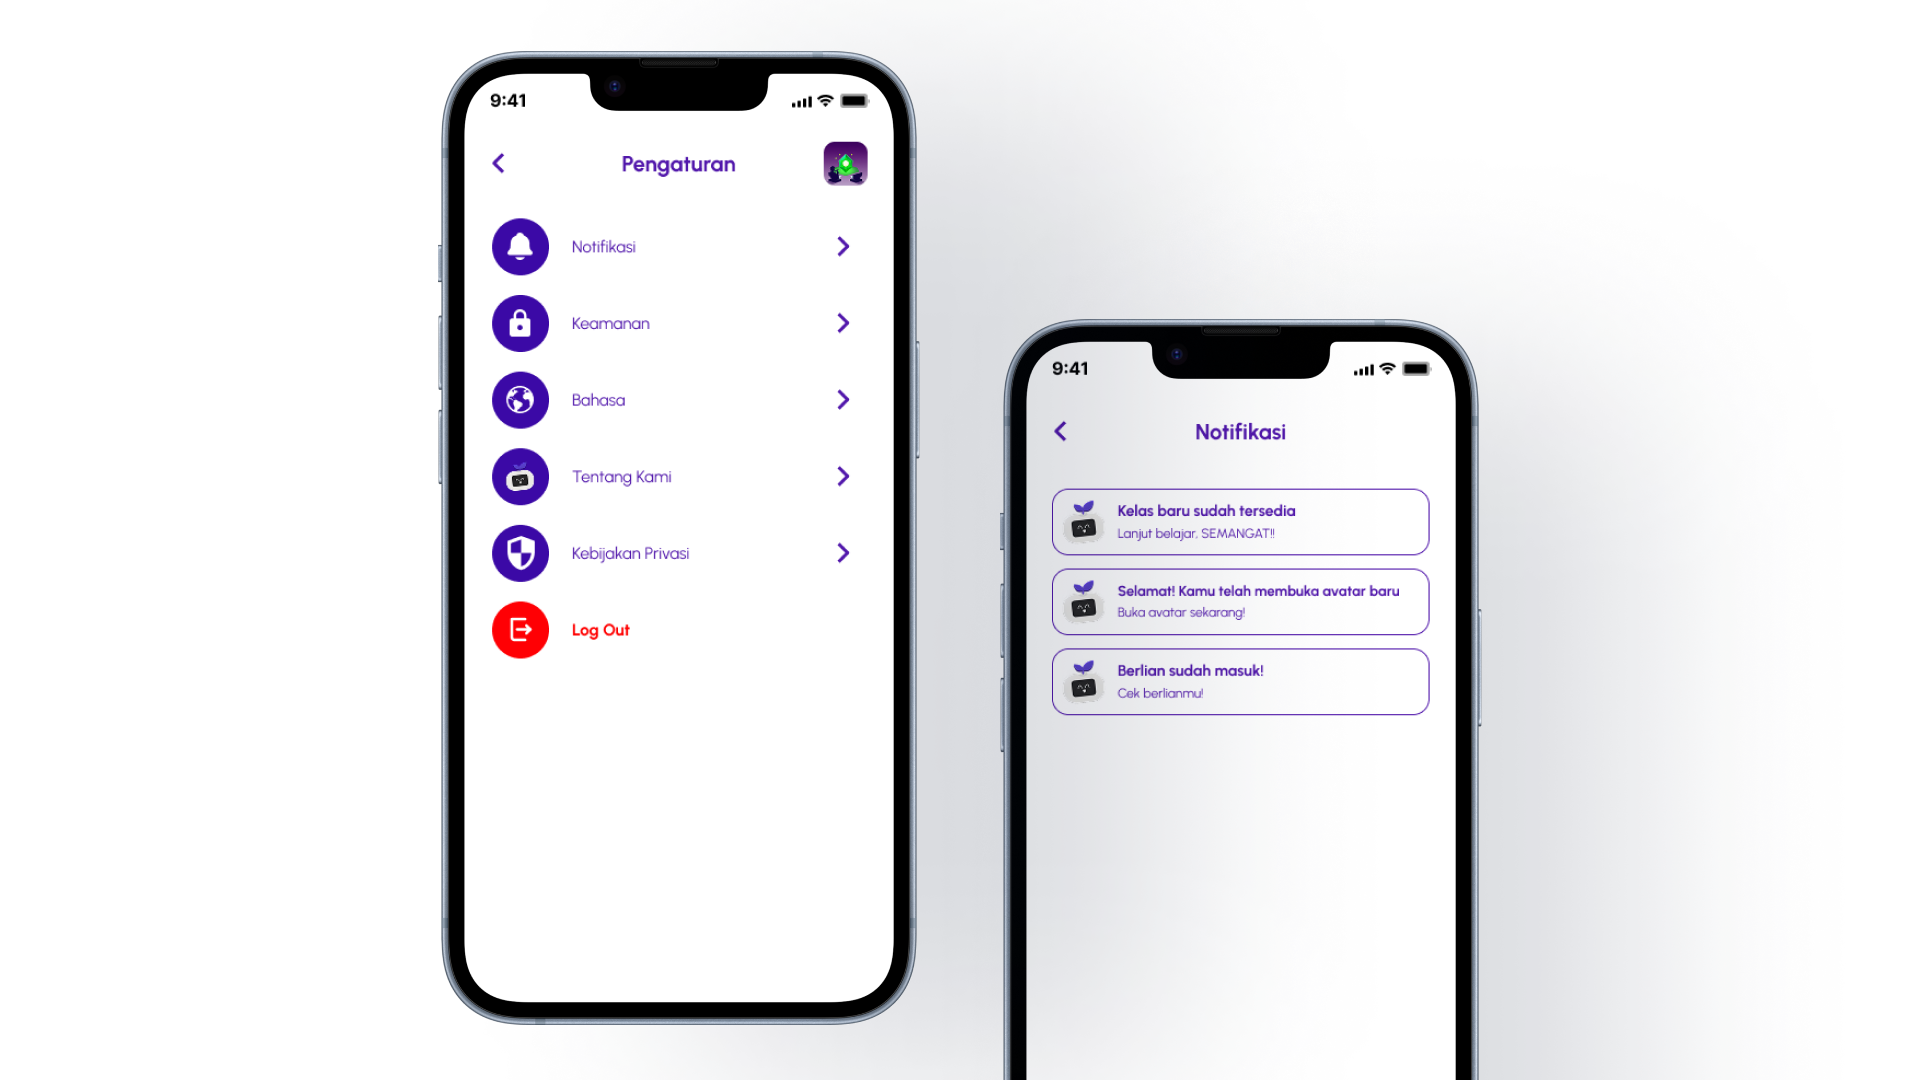 9:41
Pengaturan
Notifikasi
Keamanan
Bahasa
Tentang Kami
Kebijakan Privasi
Log Out
9:41
Notifikasi
Kelas baru sudah tersedia
Lanjut belajar, SEMANGAT!!
Selamat! Kamu telah membuka avatar baru
Buka avatar sekarang!
Berlian sudah masuk!
Cek berlianmu!